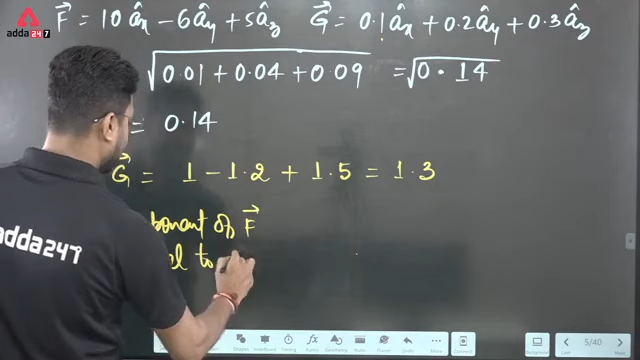 adda247
F⃗ = 10 âx − 6 ây + 5 âz G⃗ = 0.1 âx + 0.2 ây + 0.3 âz
√0.01 + 0.04 + 0.09 = √0.14
= 0.14
G⃗ = 1 − 1.2 + 1.5 = 1.3
of F⃗
to
adda247
5/40